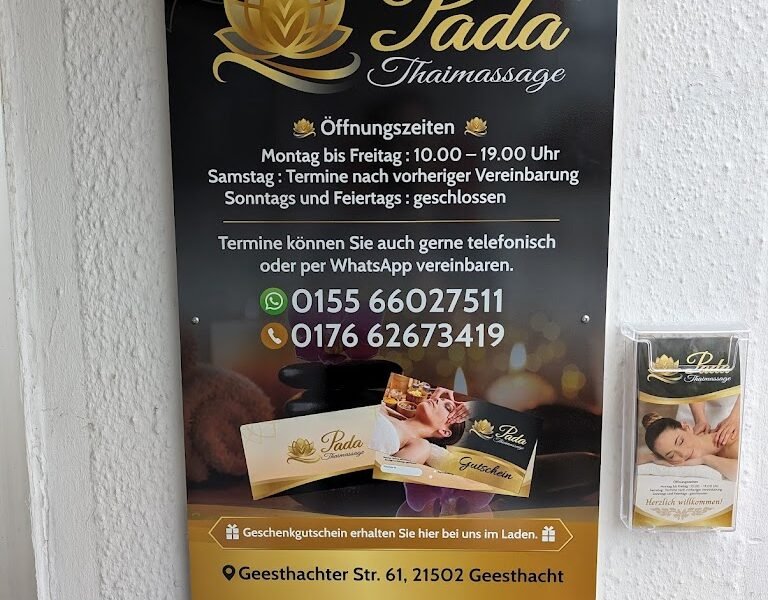 Pada
Thaimassage
Öffnungszeiten
Montag bis Freitag : 10.00 – 19.00 Uhr
Samstag : Termine nach vorheriger Vereinbarung
Sonntags und Feiertags : geschlossen
Termine können Sie auch gerne telefonisch
oder per WhatsApp vereinbaren.
0155 66027511
0176 62673419
Pada
Thaimassage
Pada
Thaimassage
Gutschein
Geschenkgutschein erhalten Sie hier bei uns im Laden.
Geesthachter Str. 61, 21502 Geesthacht
Pada
Thaimassage
Öffnungszeiten
Herzlich willkommen!